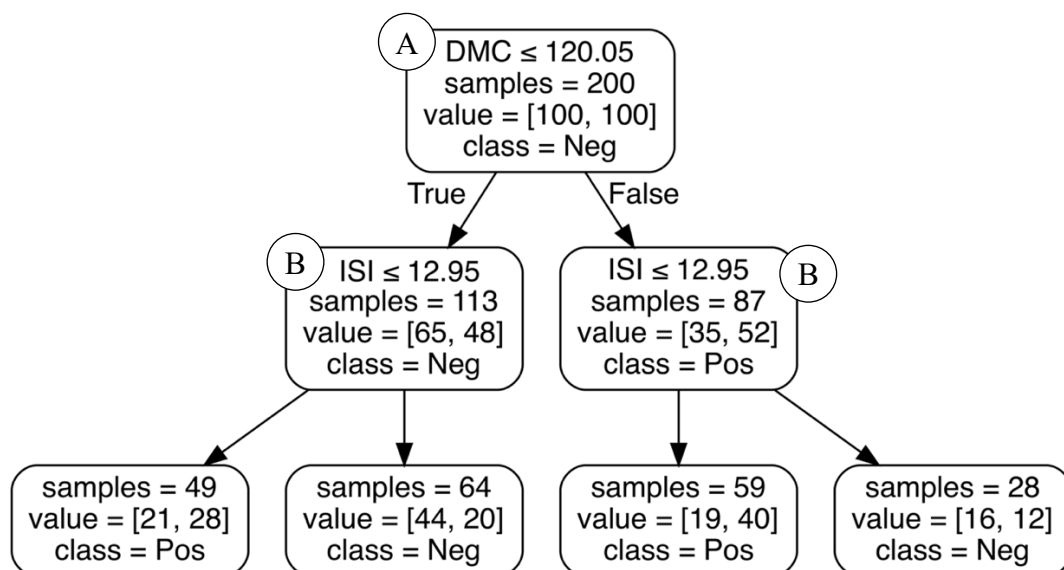 A
DMC ≤ 120.05
samples = 200
value = [100, 100]
class = Neg
True
False
B
ISI ≤ 12.95
samples = 113
value = [65, 48]
class = Neg
ISI ≤ 12.95
B
samples = 87
value = [35, 52]
class = Pos
samples = 49
value = [21, 28]
class = Pos
samples = 64
value = [44, 20]
class = Neg
samples = 59
value = [19, 40]
class = Pos
samples = 28
value = [16, 12]
class = Neg